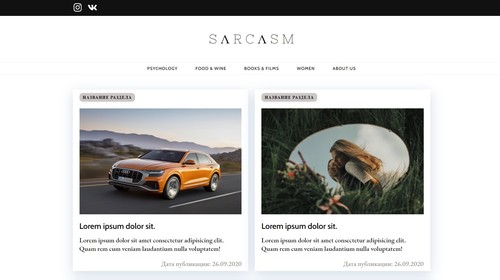 SARCASM
PSYCHOLOGY FOOD & WINE BOOKS & FILMS WOMEN ABOUT US
НАЗВАНИЕ РАЗДЕЛА
Lorem ipsum dolor sit.
Lorem ipsum dolor sit amet consectetur adipisicing elit.
Quam rem cum veniam laudantium nulla voluptatem!
Дата публикации: 26.09.2020
НАЗВАНИЕ РАЗДЕЛА
Lorem ipsum dolor sit.
Lorem ipsum dolor sit amet consectetur adipisicing elit.
Quam rem cum veniam laudantium nulla voluptatem!
Дата публикации: 26.09.2020